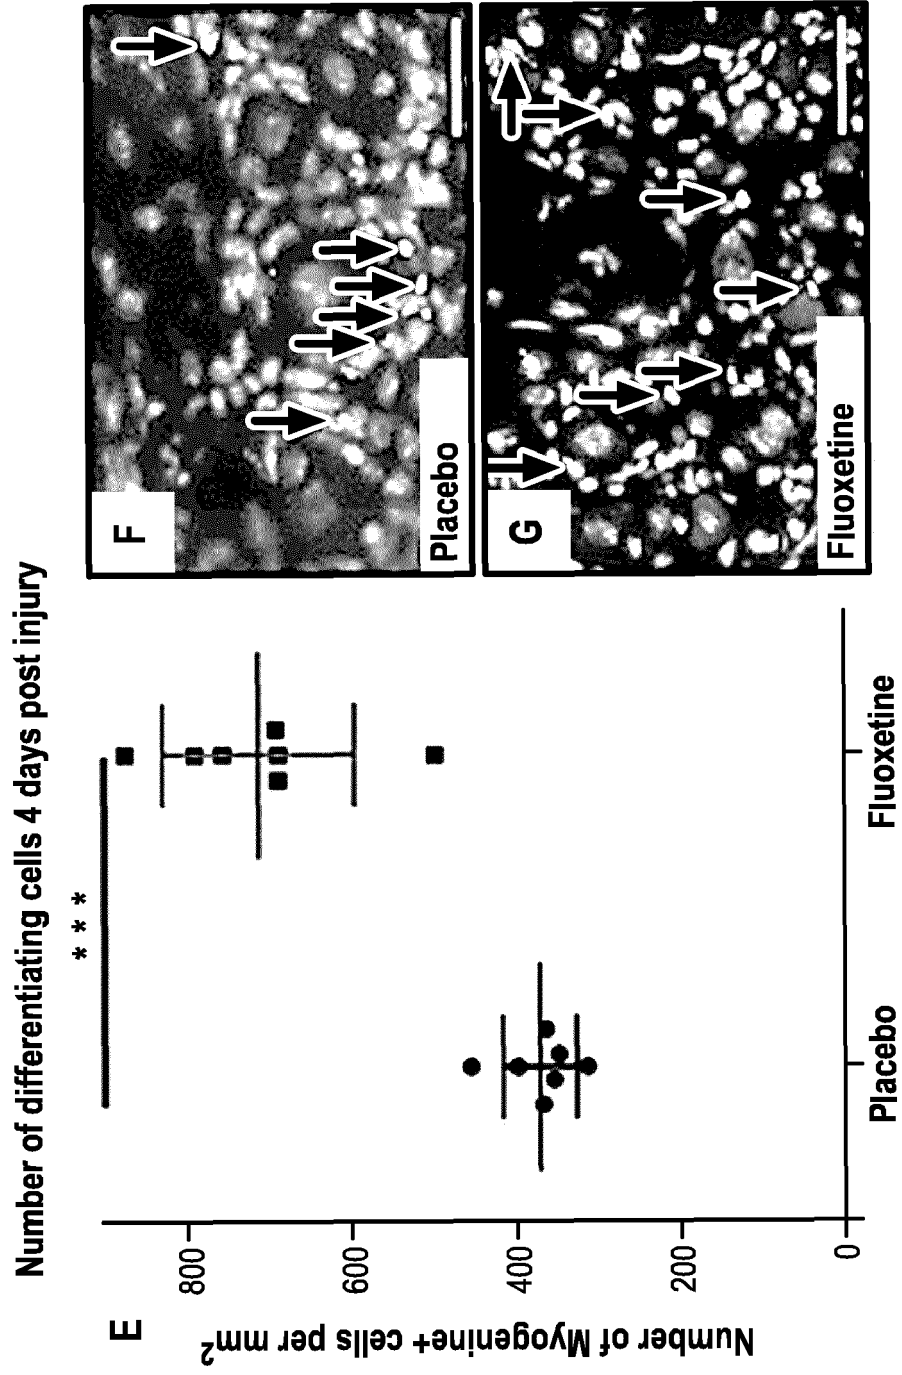 Number of differentiating cells 4 days post injury
E
Number of Myogenine+ cells per mm²
800
600
400
200
0
***
Placebo
Fluoxetine
F
Placebo
G
Fluoxetine